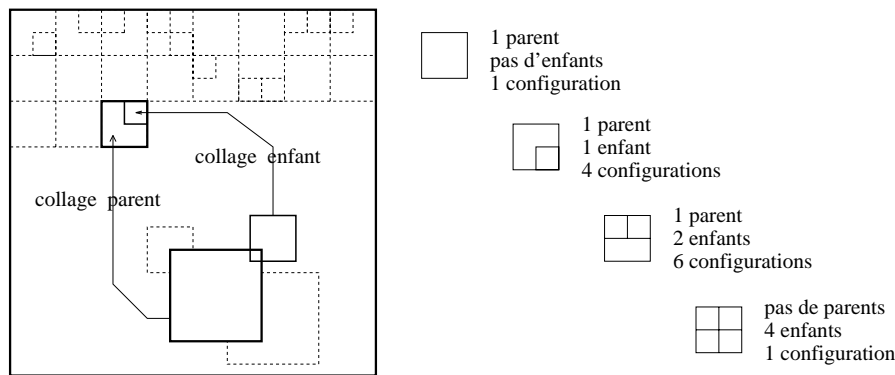 collage enfant
collage parent
1 parent
pas d'enfants
1 configuration
1 parent
1 enfant
4 configurations
1 parent
2 enfants
6 configurations
pas de parents
4 enfants
1 configuration